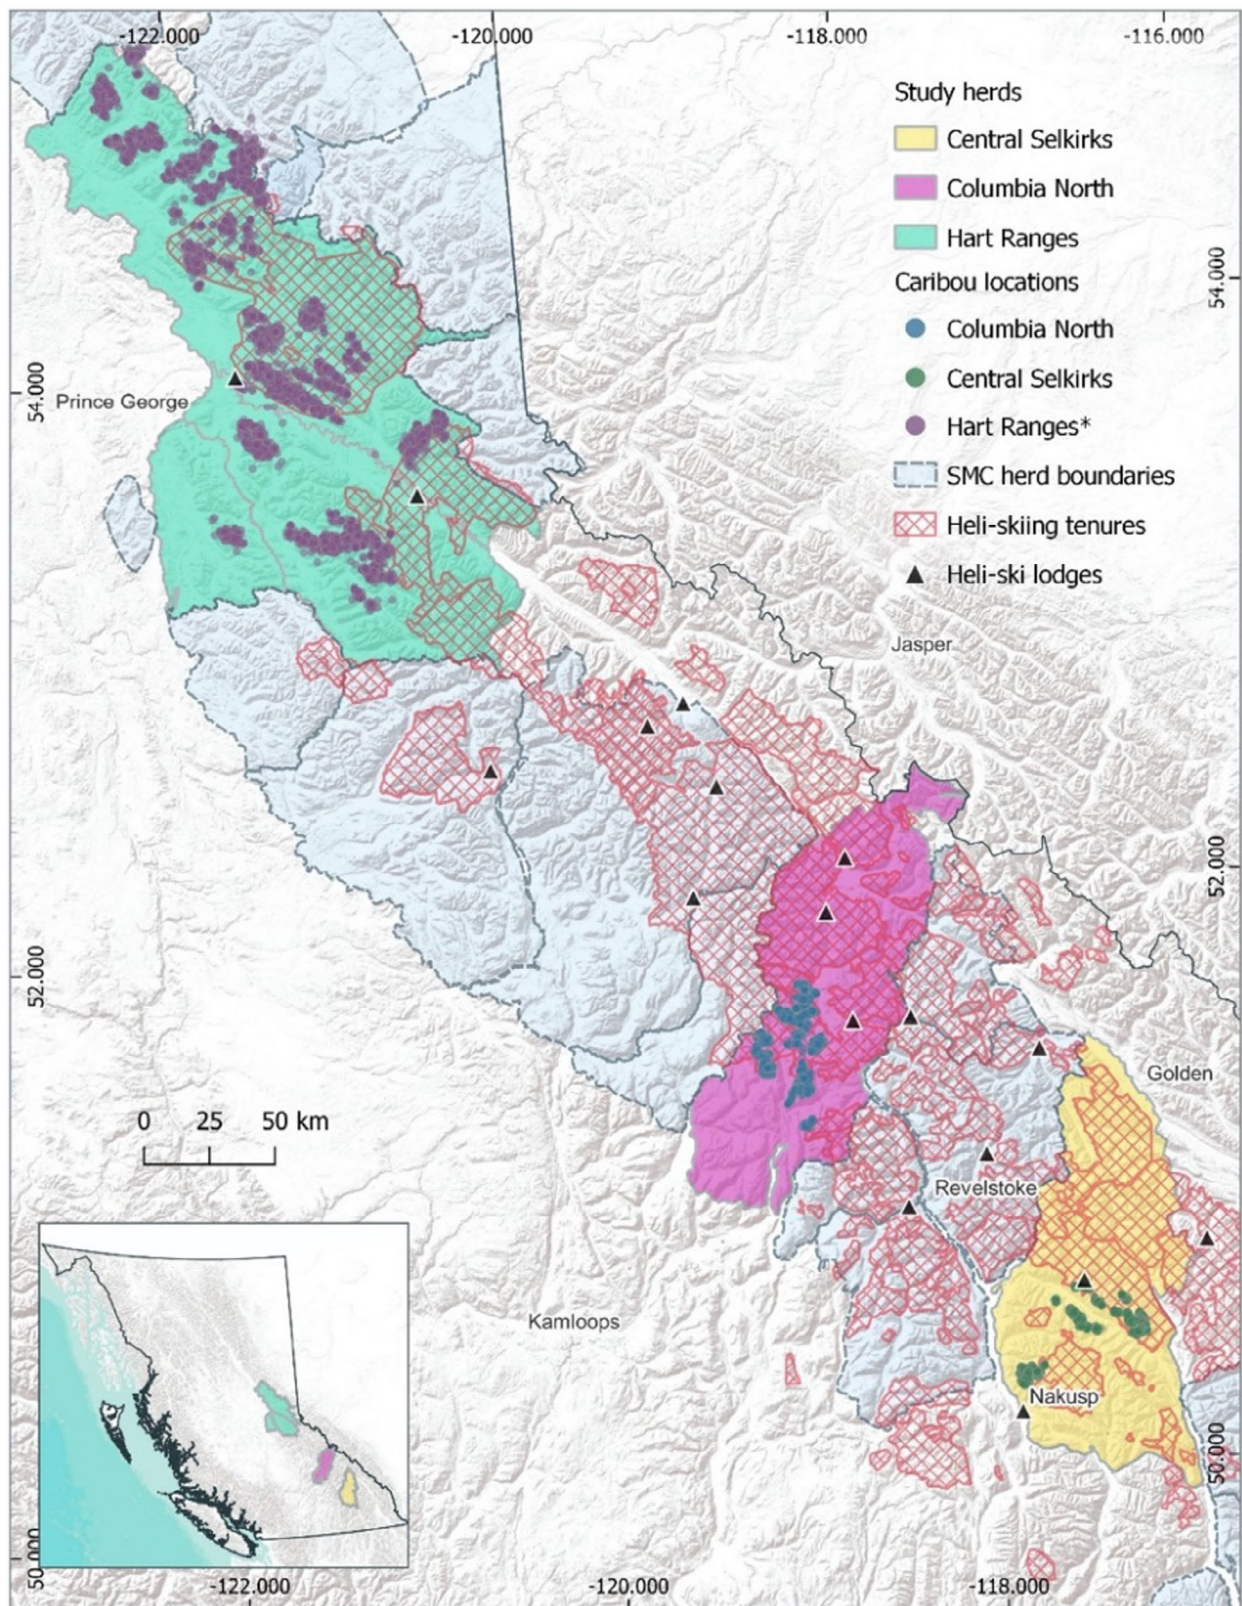 -122.000
-120.000
-118.000
-116.000
Study herds
Central Selkirks
Columbia North
Hart Ranges
Caribou locations
Columbia North
Central Selkirks
Hart Ranges*
SMC herd boundaries
Heli-skiing tenures
Heli-ski lodges
54.000
54.000
Prince George
Jasper
52.000
52.000
Golden
0 25 50 km
Revelstoke
Kamloops
Nakusp
50.000
50.000
-122.000
-120.000
-118.000